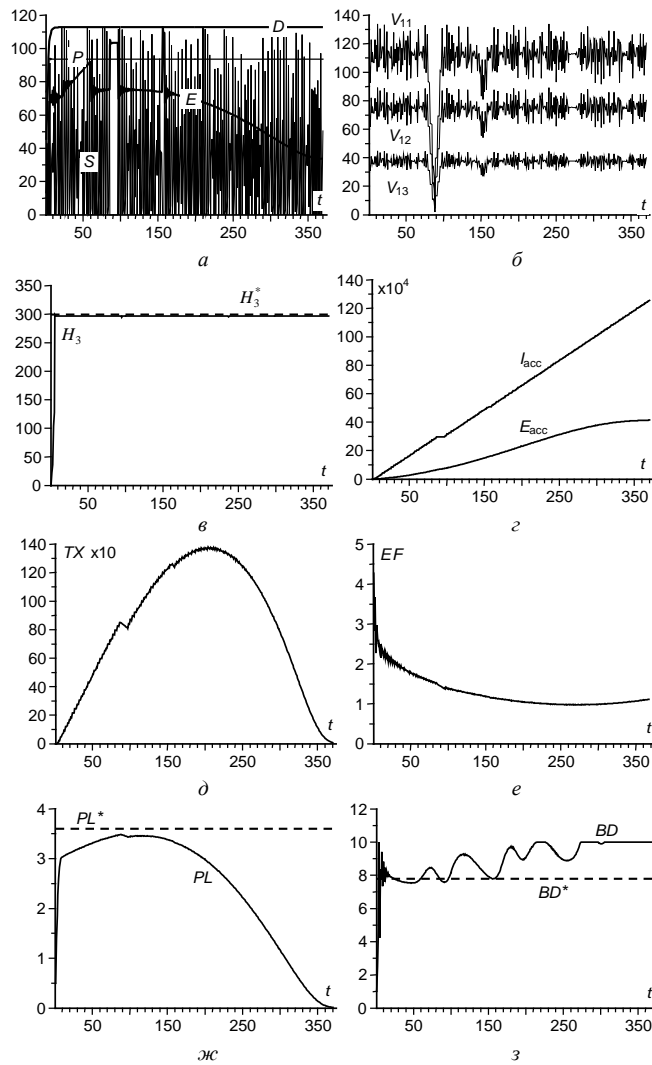 120
100
80
60
40
20
0
D
P
E
S
t
50 150 250 350
а
140
120
100
80
60
40
20
0
V11
V12
V13
t
50 150 250 350
б
350
300
250
200
150
100
50
0
H3*
H3
t
50 150 250 350
в
x10^4
140
120
100
80
60
40
20
0
Iacc
Eacc
t
50 150 250 350
г
140
120
100
80
60
40
20
0
TX x10
t
50 150 250 350
д
5
4
3
2
1
0
EF
t
50 150 250 350
е
4
3
2
1
0
PL*
PL
t
50 150 250 350
ж
12
10
8
6
4
2
0
BD
BD*
t
50 150 250 350
з